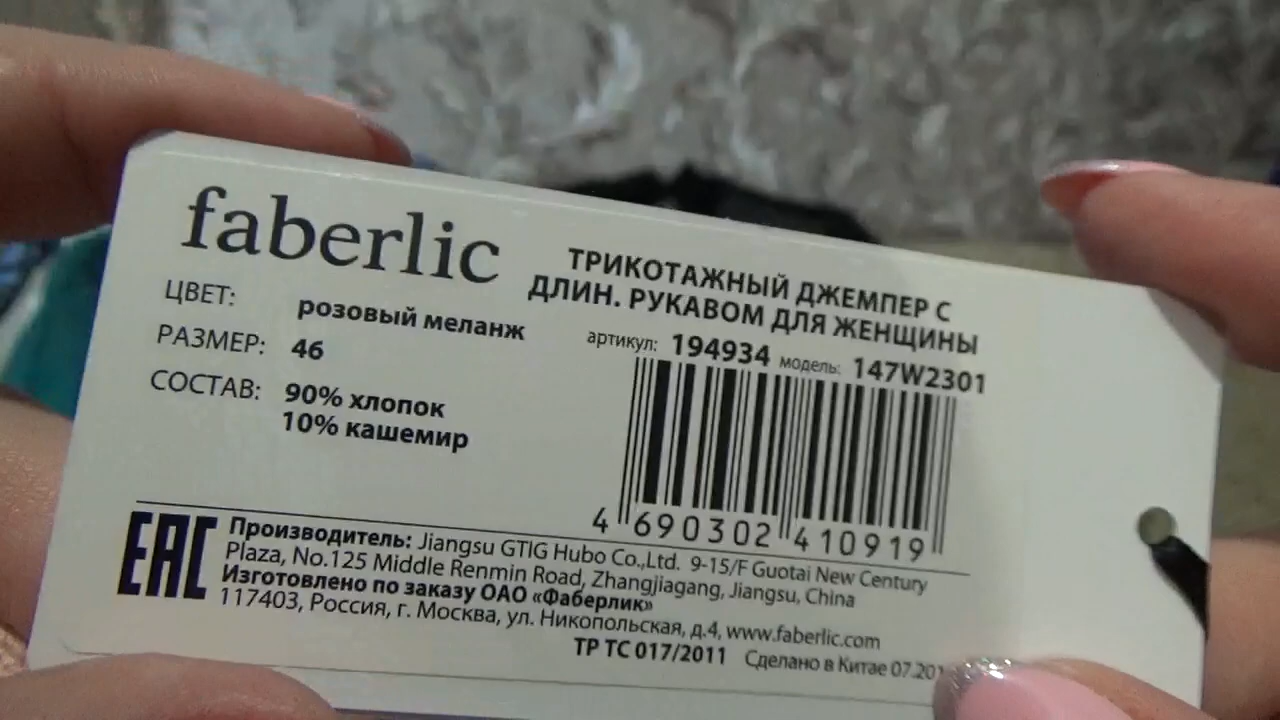 faberlic
ТРИКОТАЖНЫЙ ДЖЕМПЕР С
ДЛИН. РУКАВОМ ДЛЯ ЖЕНЩИНЫ
ЦВЕТ: розовый меланж
РАЗМЕР: 46
СОСТАВ: 90% хлопок
10% кашемир
артикул: 194934 модель: 147W2301
4 690302 410919
EAC
Производитель: Jiangsu GTIG Hubo Co.,Ltd. 9-15/F Guotai New Century
Plaza, No.125 Middle Renmin Road, Zhangjiagang, Jiangsu, China
Изготовлено по заказу ОАО «Фаберлик»
117403, Россия, г. Москва, ул. Никопольская, д.4, www.faberlic.com
ТР ТС 017/2011 Сделано в Китае